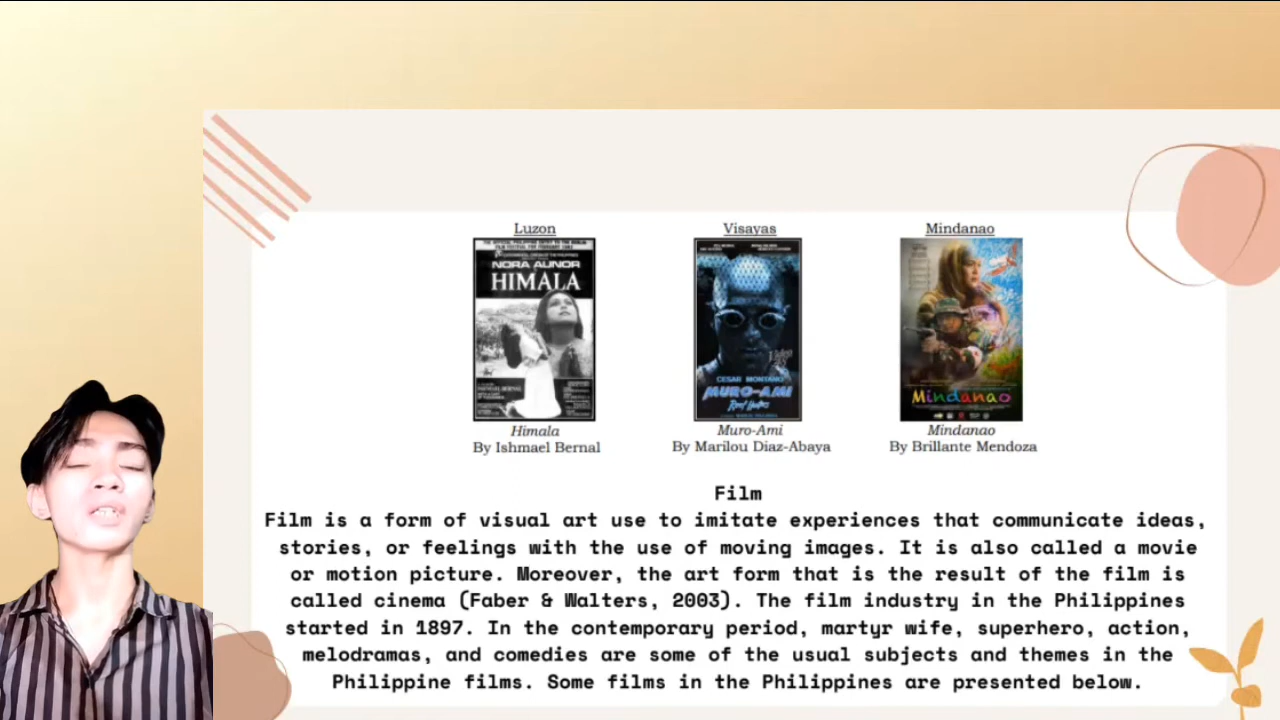 Luzon
Visayas
Mindanao
NORA AUNOR
HIMALA
CESAR MONTANO
MURO-AMI
Reef Hunters
Mindanao
Himala
By Ishmael Bernal
Muro-Ami
By Marilou Diaz-Abaya
Mindanao
By Brillante Mendoza
Film
Film is a form of visual art use to imitate experiences that communicate ideas,
stories, or feelings with the use of moving images. It is also called a movie
or motion picture. Moreover, the art form that is the result of the film is
called cinema (Faber & Walters, 2003). The film industry in the Philippines
started in 1897. In the contemporary period, martyr wife, superhero, action,
melodramas, and comedies are some of the usual subjects and themes in the
Philippine films. Some films in the Philippines are presented below.